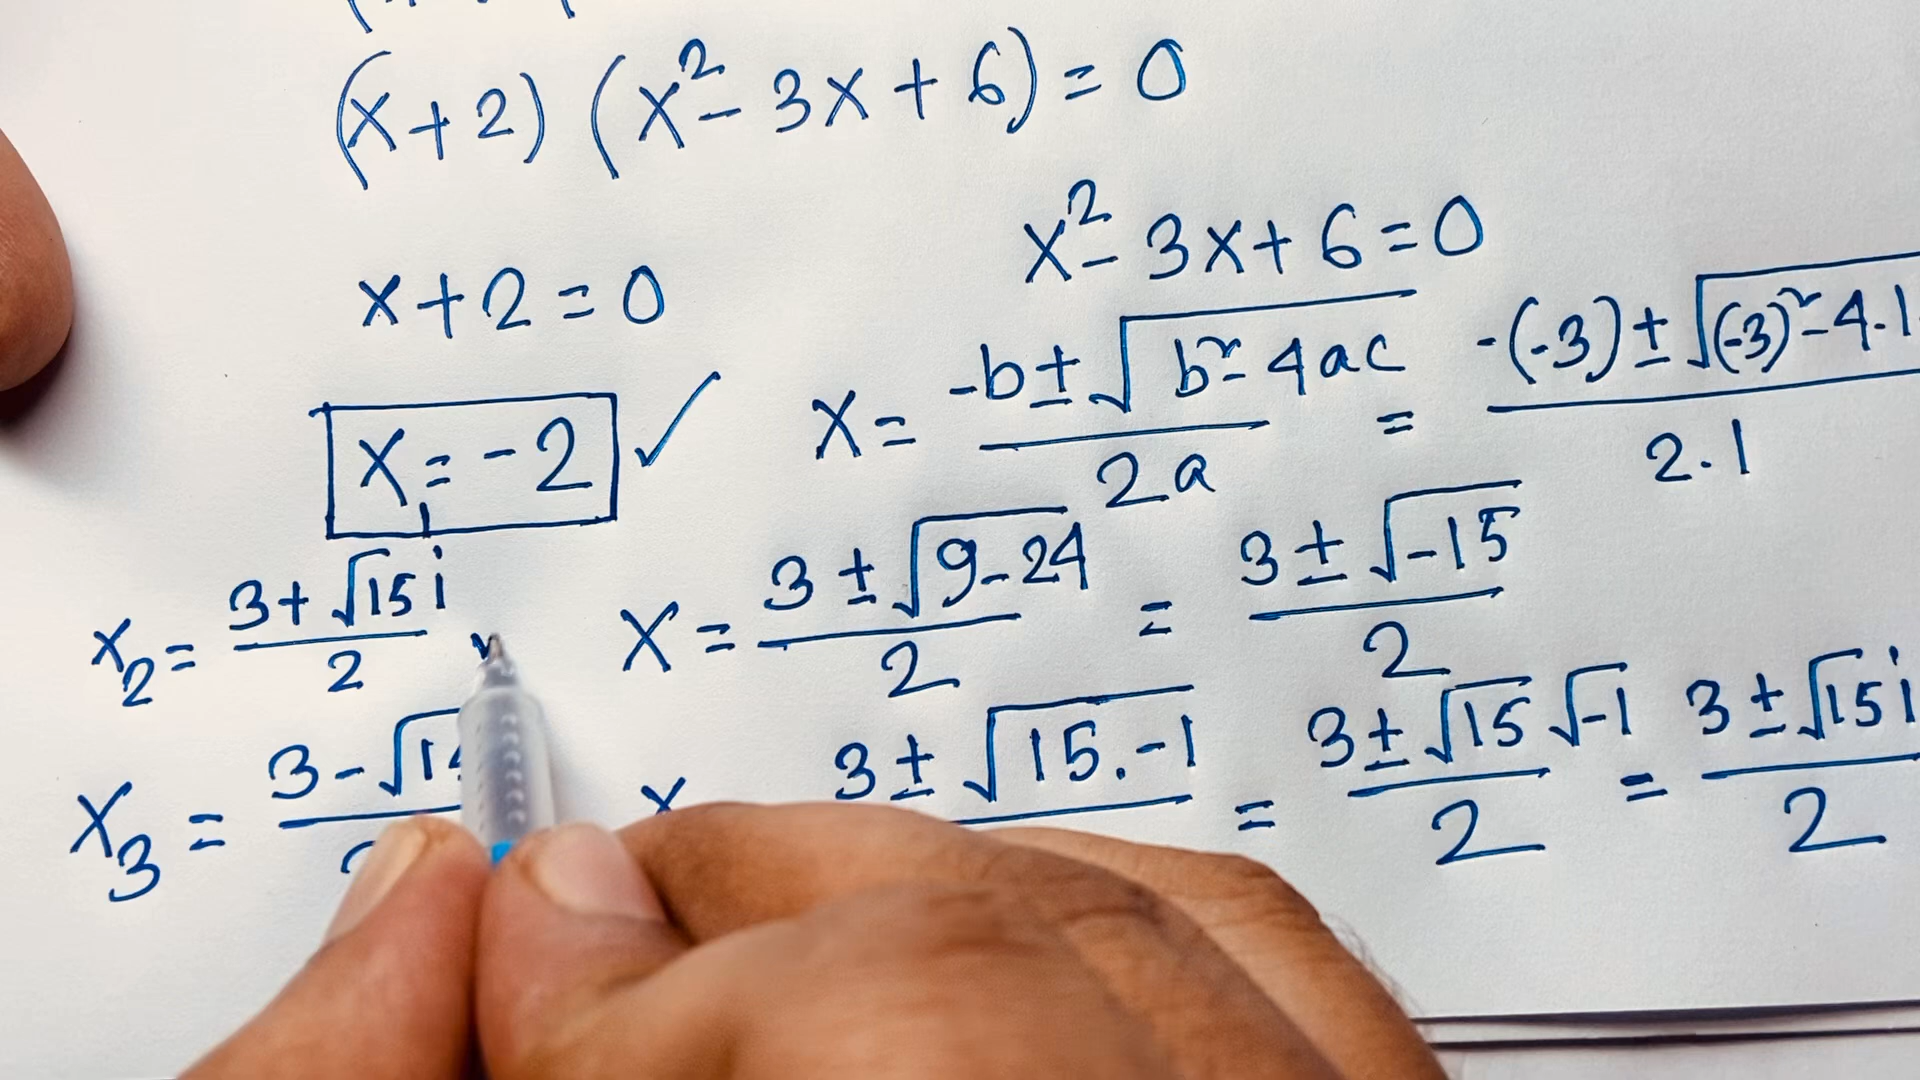 (x+2) (x²-3x+6)=0
x²-3x+6=0
x+2=0
x = (-b±√(b²-4ac))/(2a) = (-(-3)±√((-3)²-4.1.
2.1
x₁=-2 ✓
x = (3±√(9-24))/2 = (3±√-15)/2
x₂ = (3+√15 i)/2
3±√(15.-1) = (3±√15 √-1)/2 = (3±√15 i)/2
x₃ = 3-√1